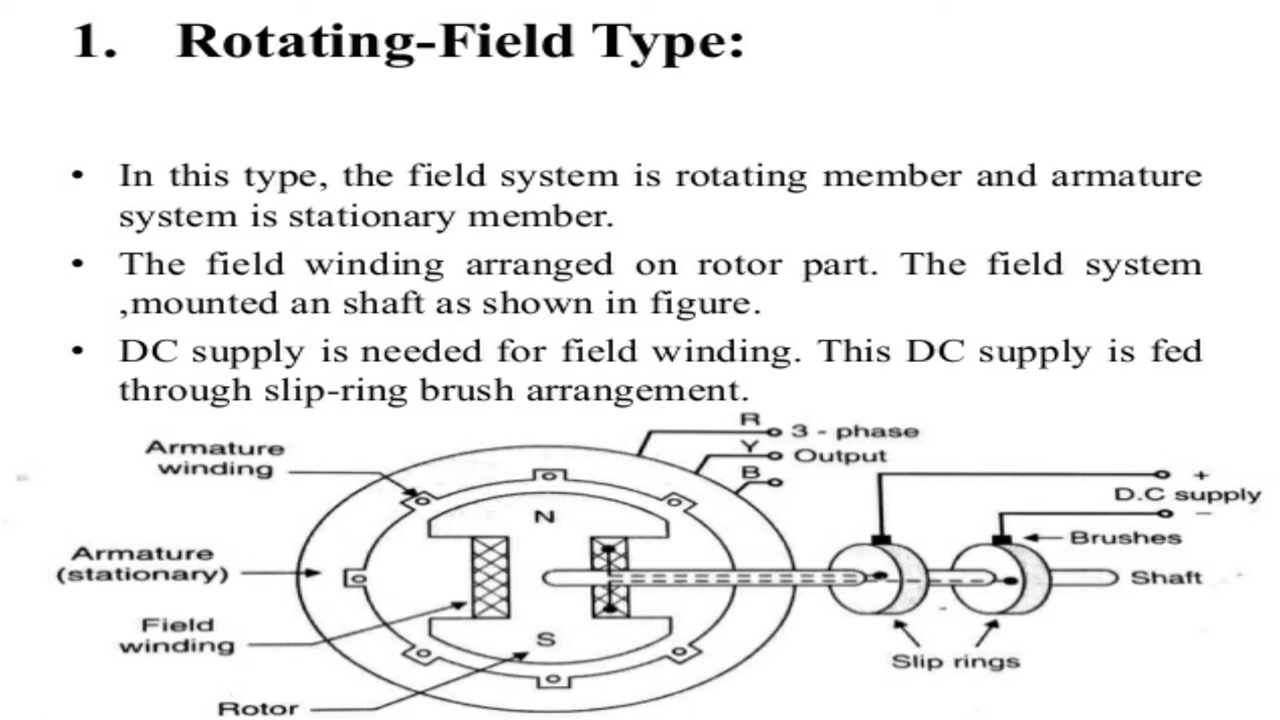 1. Rotating-Field Type:
• In this type, the field system is rotating member and armature
system is stationary member.
• The field winding arranged on rotor part. The field system
,mounted an shaft as shown in figure.
• DC supply is needed for field winding. This DC supply is fed
through slip-ring brush arrangement.
R
3 - phase
Y
Output
B
Armature
winding
+
D.C supply
−
Brushes
Armature
(stationary)
N
Shaft
Field
winding
S
Slip rings
Rotor